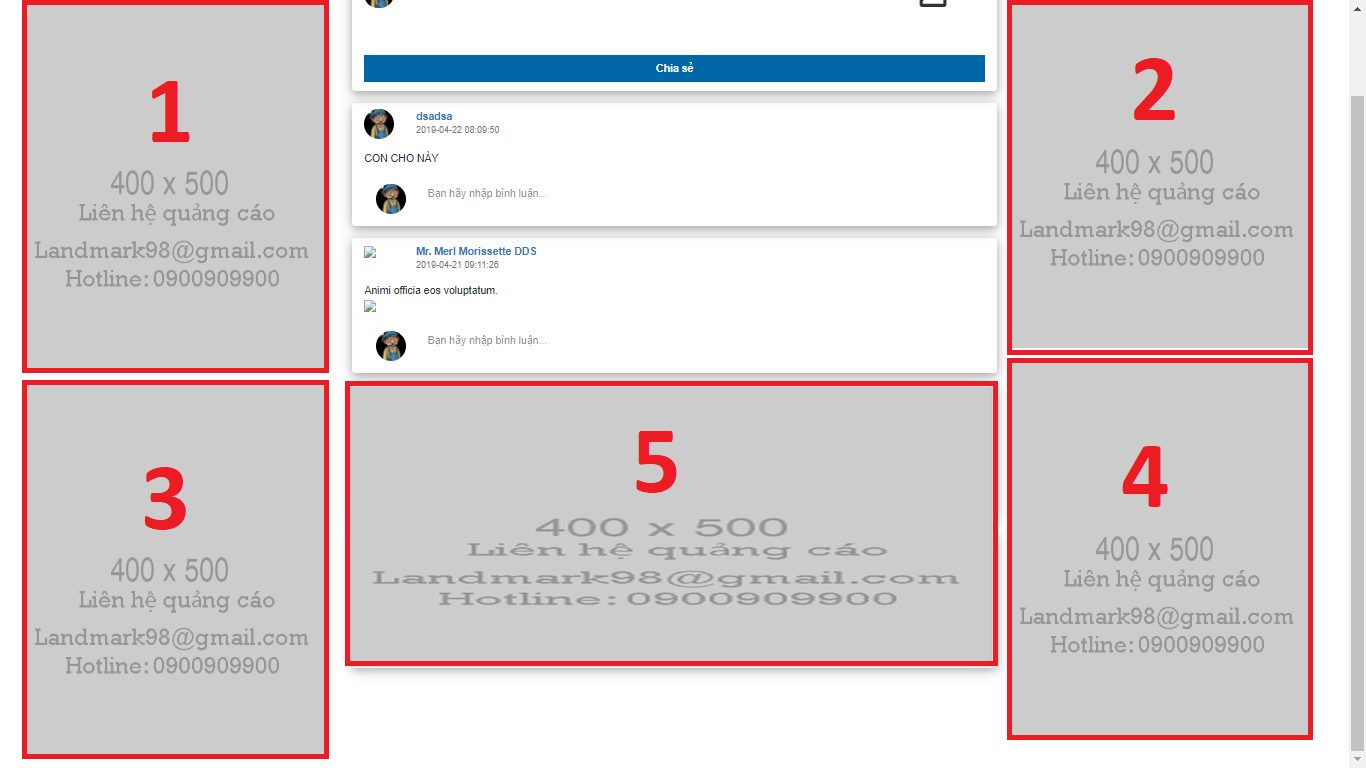 1
400 x 500
Liên hệ quảng cáo
Landmark98@gmail.com
Hotline: 0900909900
3
400 x 500
Liên hệ quảng cáo
Landmark98@gmail.com
Hotline: 0900909900
Chia sẻ
dsadsa
2019-04-22 08:09:50
CON CHO NÀY
Bạn hãy nhập bình luận...
Mr. Merl Morissette DDS
2019-04-21 09:11:26
Animi officia eos voluptatum.
Bạn hãy nhập bình luận...
5
400 x 500
Liên hệ quảng cáo
Landmark98@gmail.com
Hotline: 0900909900
2
400 x 500
Liên hệ quảng cáo
Landmark98@gmail.com
Hotline: 0900909900
4
400 x 500
Liên hệ quảng cáo
Landmark98@gmail.com
Hotline: 0900909900